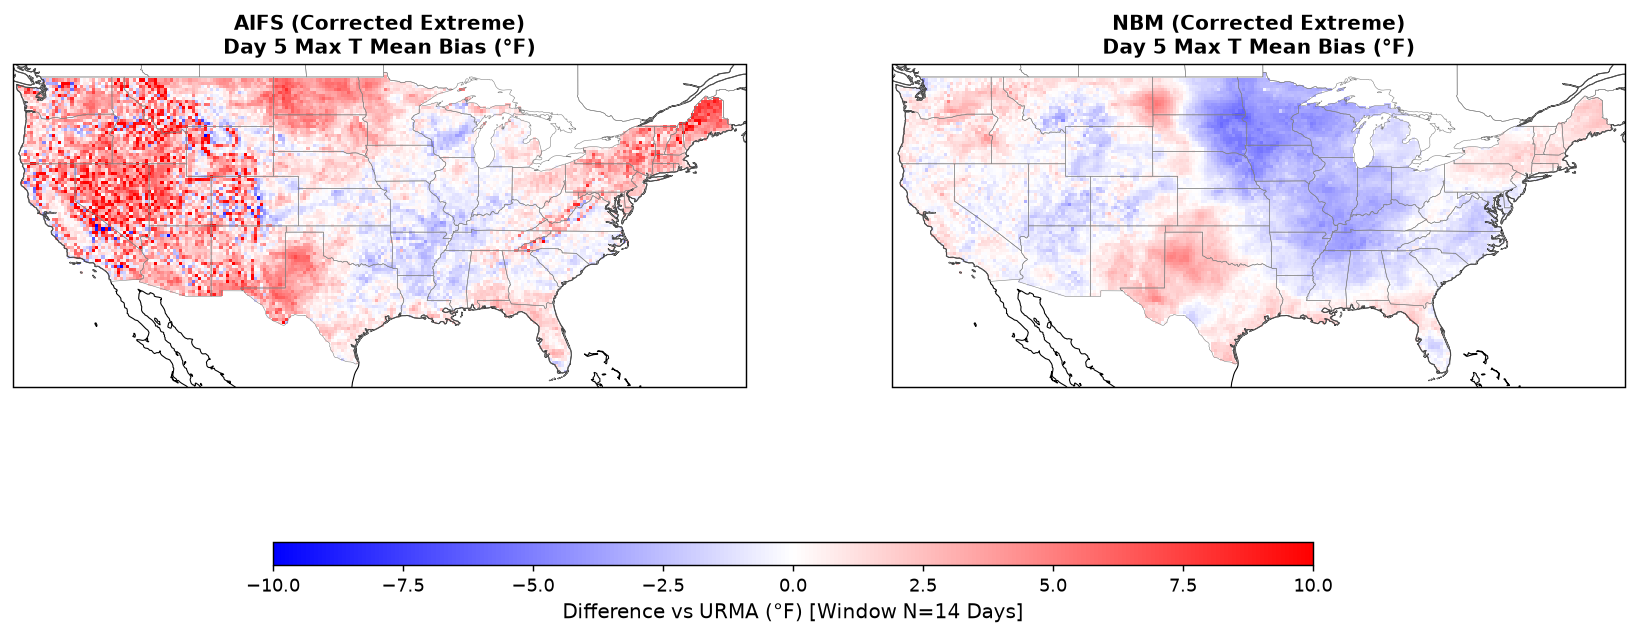 AIFS (Corrected Extreme)
Day 5 Max T Mean Bias (°F)
NBM (Corrected Extreme)
Day 5 Max T Mean Bias (°F)
−10.0 −7.5 −5.0 −2.5 0.0 2.5 5.0 7.5 10.0
Difference vs URMA (°F) [Window N=14 Days]